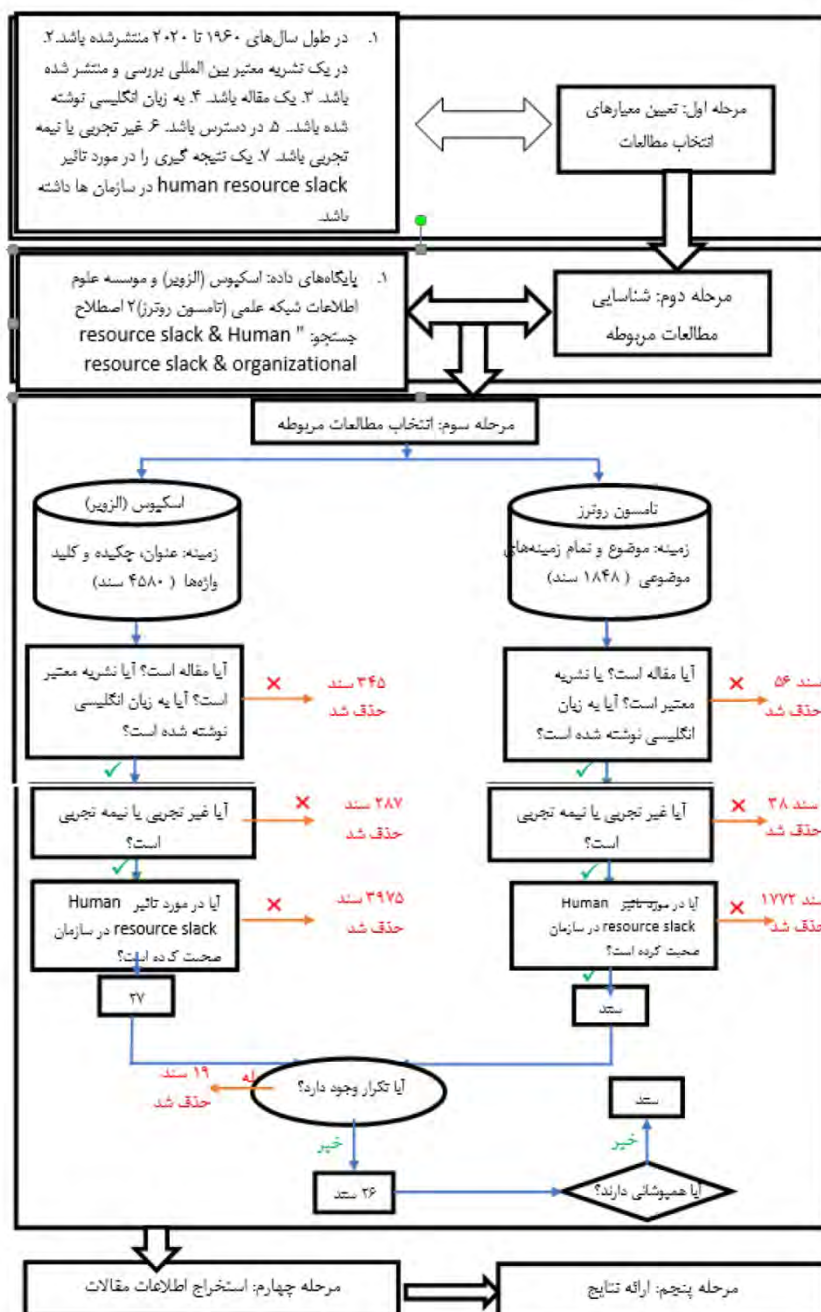 ۱. در طول سال‌های ۱۹۶۰ تا ۲۰۲۰ منتشرشده باشد.۲.
در یک نشریه معتبر بین المللی بررسی و منتشر شده
باشد. ۳. یک مقاله باشد. ۴. به زبان انگلیسی نوشته
شده باشد.. ۵. در دسترس باشد. ۶. غیر تجربی یا نیمه
تجربی باشد. ۷. یک نتیجه گیری را در مورد تاثیر
human resource slack در سازمان ها داشته
باشد.
مرحله اول: تعیین معیارهای
انتخاب مطالعات
۱. پایگاه‌های داده: اسکپوس (الزویر) و موسسه علوم
اطلاعات شبکه علمی (تامسون روترز)۲ اصطلاح
جستجو: " resource slack & Human
resource slack & organizational
مرحله دوم: شناسایی
مطالعات مربوطه
مرحله سوم: انتخاب مطالعات مربوطه
تامسون روترز
زمینه: موضوع و تمام زمینه‌های
موضوعی ( ۱۸۴۸ سند)
اسکپوس (الزویر)
زمینه: عنوان، چکیده و کلید
واژه‌ها ( ۴۵۸۰ سند)
آیا مقاله است؟ یا نشریه
معتبر است؟ آیا به زبان
انگلیسی نوشته شده است؟
۵۶ سند
حذف شد
آیا مقاله است؟ آیا نشریه معتبر
است؟ آیا به زبان انگلیسی
نوشته شده است؟
۳۴۵ سند
حذف شد
آیا غیر تجربی یا نیمه تجربی
است؟
۳۸ سند
حذف شد
آیا غیر تجربی یا نیمه تجربی
است؟
۲۸۷ سند
حذف شد
آیا در مورد تاثیر Human
resource slack در سازمان
صحبت کرده است؟
۱۷۷۲ سند
حذف شد
آیا در مورد تاثیر Human
resource slack در سازمان
صحبت کرده است؟
۳۹۷۵ سند
حذف شد
سند
۲۷
آیا تکرار وجود دارد؟
بله
۱۹ سند
حذف شد
خیر
۲۶ سند
آیا همپوشانی دارند؟
خیر
سند
مرحله چهارم: استخراج اطلاعات مقالات
مرحله پنجم: ارائه نتایج